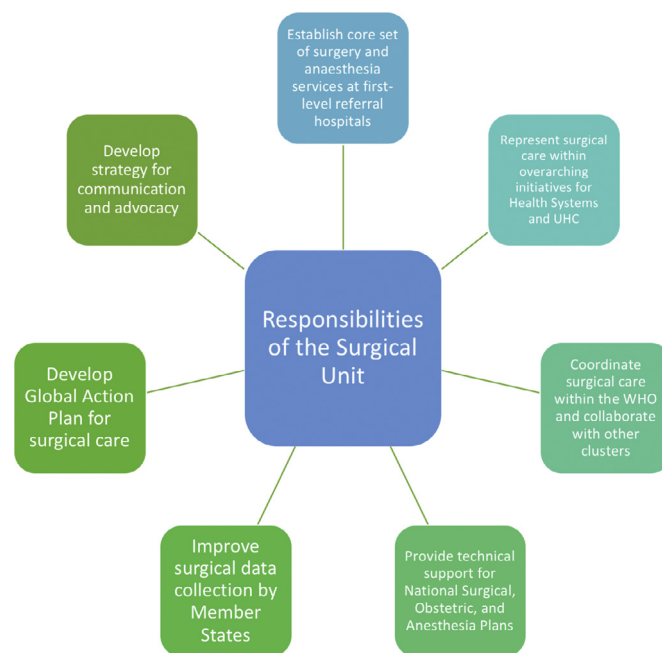 Establish core set
of surgery and
anaesthesia
services at first-
level referral
hospitals
Represent surgical
care within
overarching
initiatives for
Health Systems
and UHC
Coordinate
surgical care
within the WHO
and collaborate
with other
clusters
Provide technical
support for
National Surgical,
Obstetric, and
Anesthesia Plans
Improve
surgical data
collection by
Member
States
Develop
Global Action
Plan for
surgical care
Develop
strategy for
communication
and advocacy
Responsibilities
of the Surgical
Unit